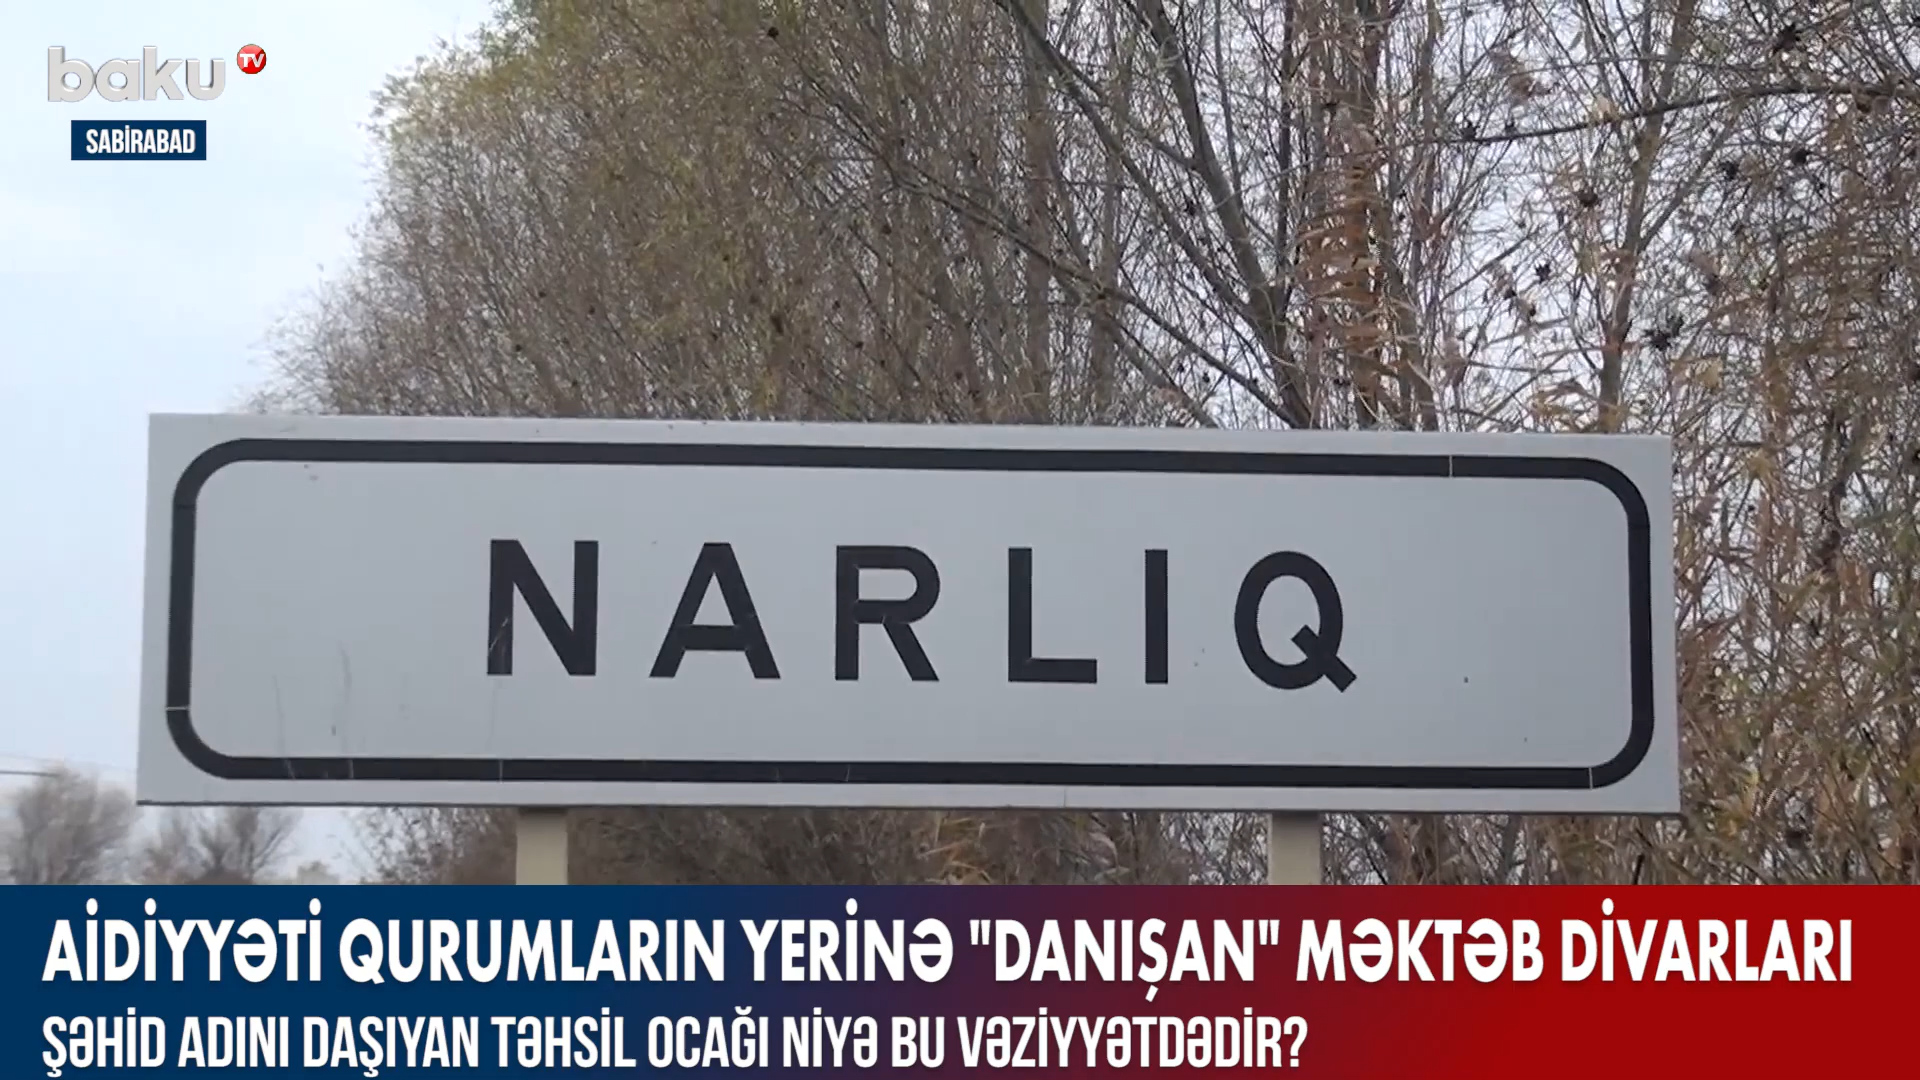 baku TV
SABİRABAD
NARLIQ
AİDİYYƏTİ QURUMLARIN YERİNƏ "DANIŞAN" MƏKTƏB DİVARLARI
ŞƏHİD ADINI DAŞIYAN TƏHSİL OCAĞI NİYƏ BU VƏZİYYƏTDƏDİR?